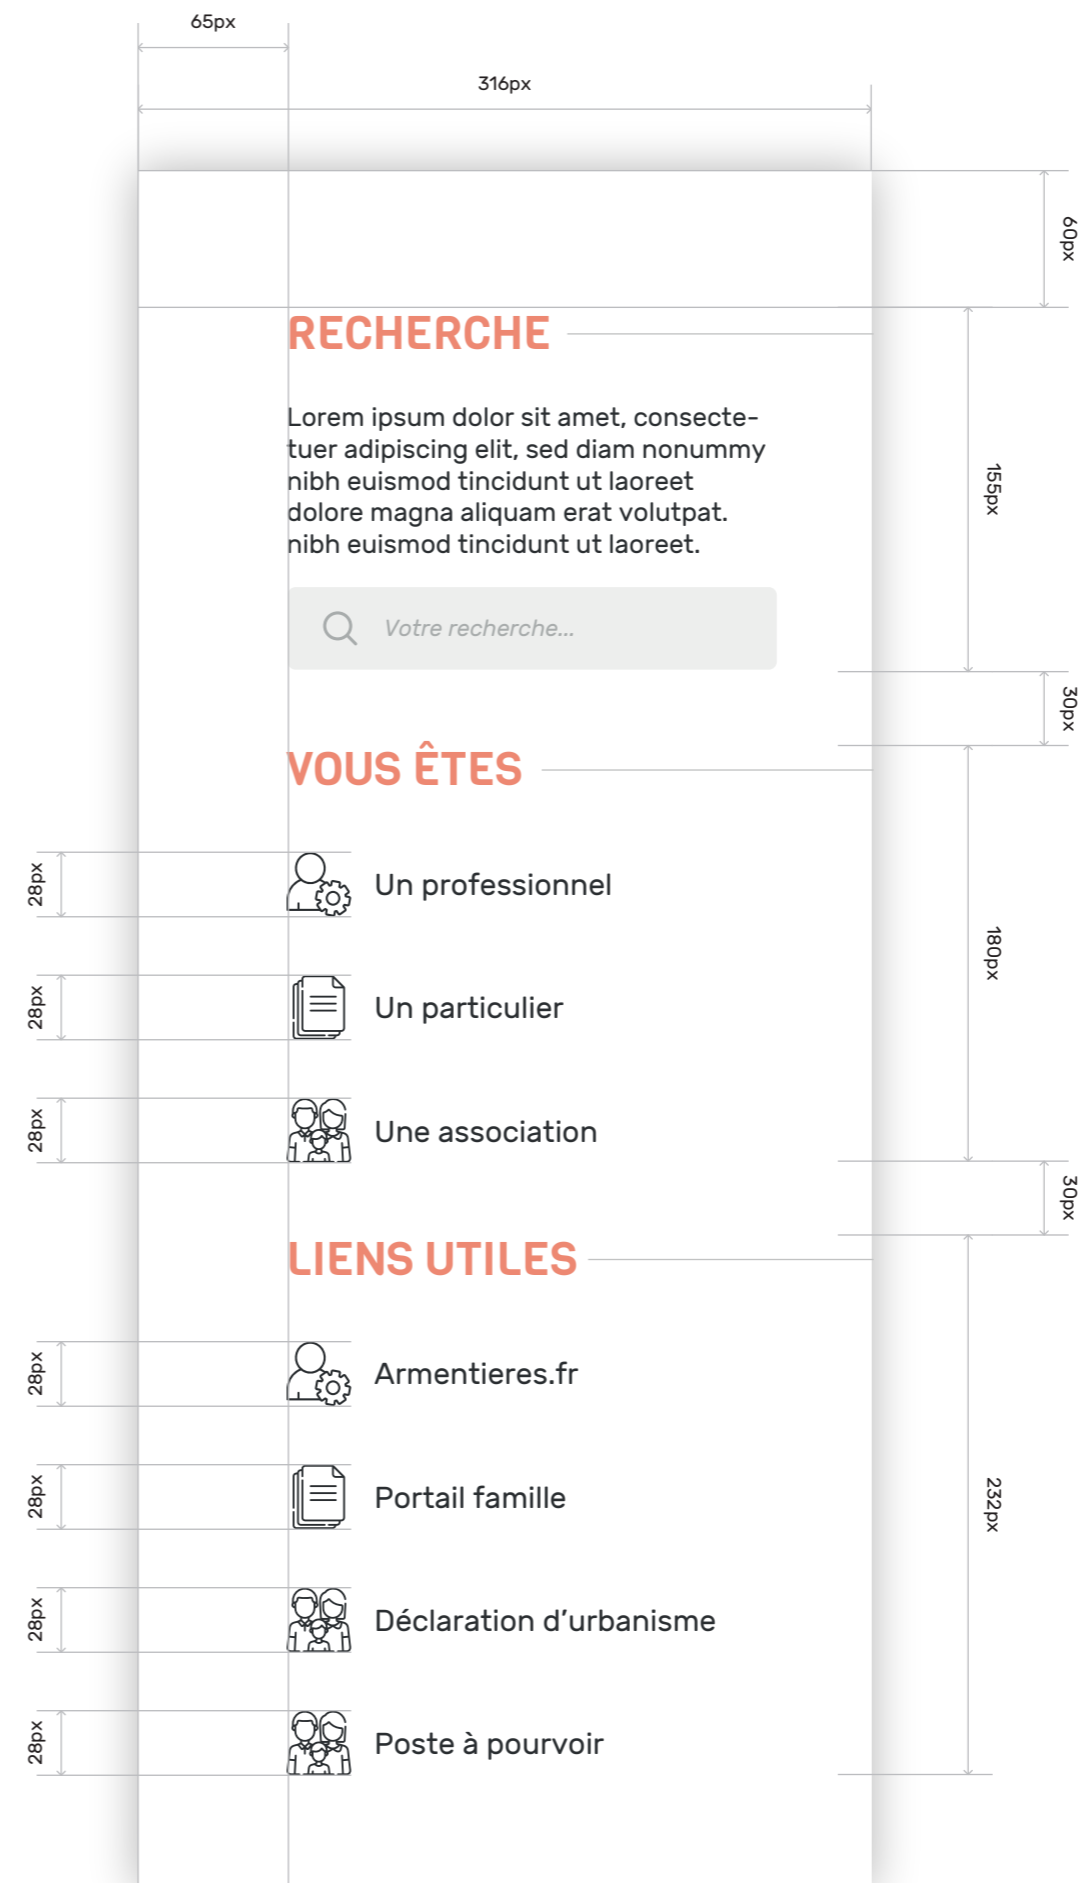 65px
316px
60px
RECHERCHE
Lorem ipsum dolor sit amet, consecte-
tuer adipiscing elit, sed diam nonummy
nibh euismod tincidunt ut laoreet
dolore magna aliquam erat volutpat.
nibh euismod tincidunt ut laoreet.
155px
Votre recherche...
30px
VOUS ÊTES
28px
Un professionnel
180px
28px
Un particulier
28px
Une association
30px
LIENS UTILES
28px
Armentieres.fr
28px
Portail famille
232px
28px
Déclaration d’urbanisme
28px
Poste à pourvoir